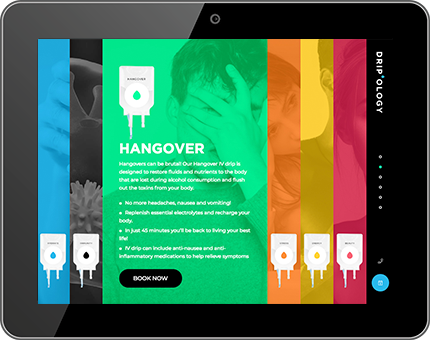 HANGOVER
DRIP'OLOGY
HANGOVER
Hangovers can be brutal! Our Hangover IV drip is
designed to restore fluids and nutrients to the body
that are lost during alcohol consumption and flush
out the toxins from your body.
No more headaches, nauses and vomiting!
Replenish essential electrolytes and recharge your
body.
In just 45 minutes you'll be back to living your best
life!
IV drip can include anti-nausea and anti-
inflammatory medications to help relieve symptoms
BOOK NOW